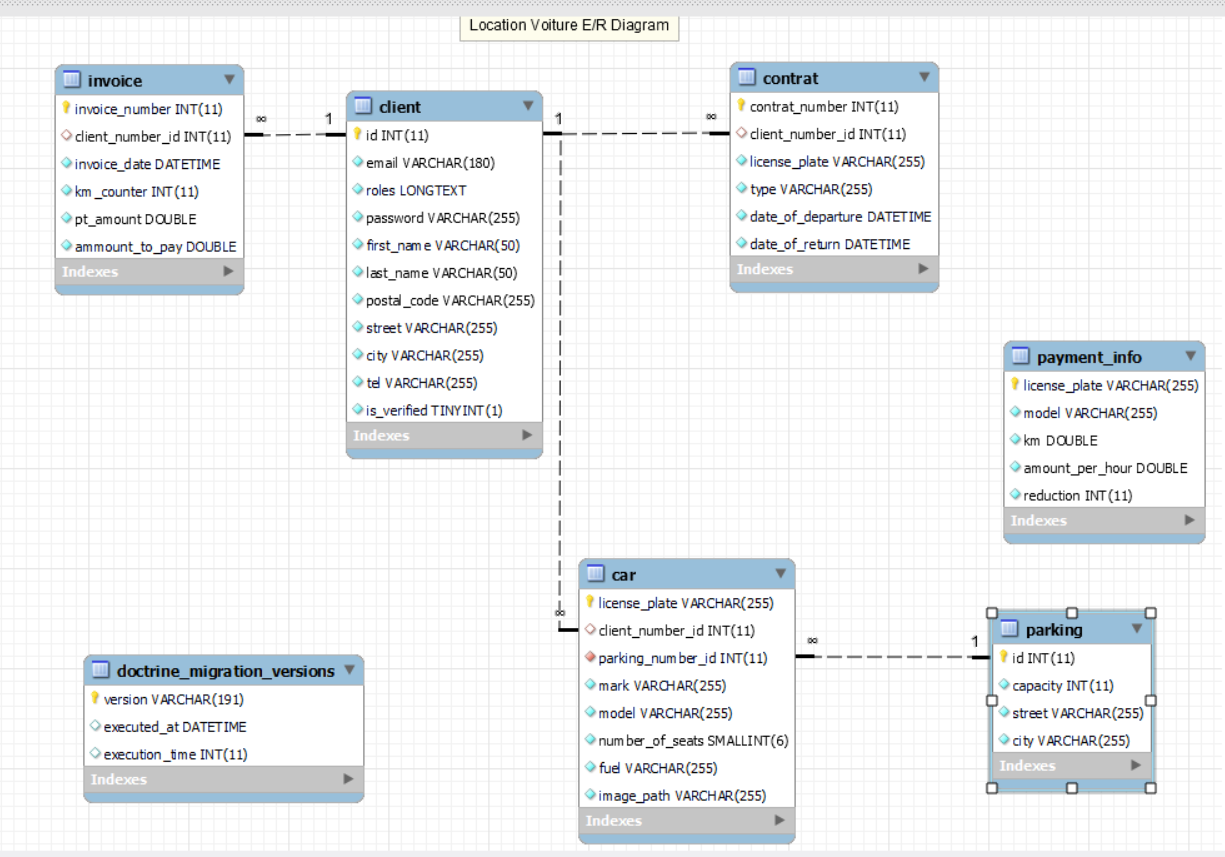 Location Voiture E/R Diagram
invoice
invoice_number INT(11)
client_number_id INT(11)
invoice_date DATETIME
km_counter INT(11)
pt_amount DOUBLE
ammount_to_pay DOUBLE
Indexes
∞
1
client
id INT(11)
email VARCHAR(180)
roles LONGTEXT
password VARCHAR(255)
first_name VARCHAR(50)
last_name VARCHAR(50)
postal_code VARCHAR(255)
street VARCHAR(255)
city VARCHAR(255)
tel VARCHAR(255)
is_verified TINYINT(1)
Indexes
1
∞
contrat
contrat_number INT(11)
client_number_id INT(11)
license_plate VARCHAR(255)
type VARCHAR(255)
date_of_departure DATETIME
date_of_return DATETIME
Indexes
payment_info
license_plate VARCHAR(255)
model VARCHAR(255)
km DOUBLE
amount_per_hour DOUBLE
reduction INT(11)
Indexes
∞
car
license_plate VARCHAR(255)
client_number_id INT(11)
parking_number_id INT(11)
mark VARCHAR(255)
model VARCHAR(255)
number_of_seats SMALLINT(6)
fuel VARCHAR(255)
image_path VARCHAR(255)
Indexes
∞
1
parking
id INT(11)
capacity INT(11)
street VARCHAR(255)
city VARCHAR(255)
Indexes
doctrine_migration_versions
version VARCHAR(191)
executed_at DATETIME
execution_time INT(11)
Indexes